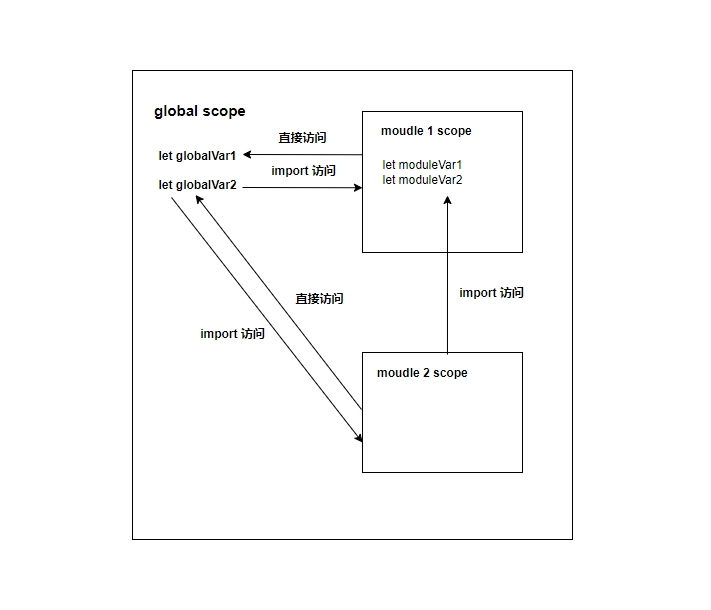 global scope
moudle 1 scope
直接访问
let globalVar1
import 访问
let moduleVar1
let moduleVar2
let globalVar2
直接访问
import 访问
import 访问
moudle 2 scope